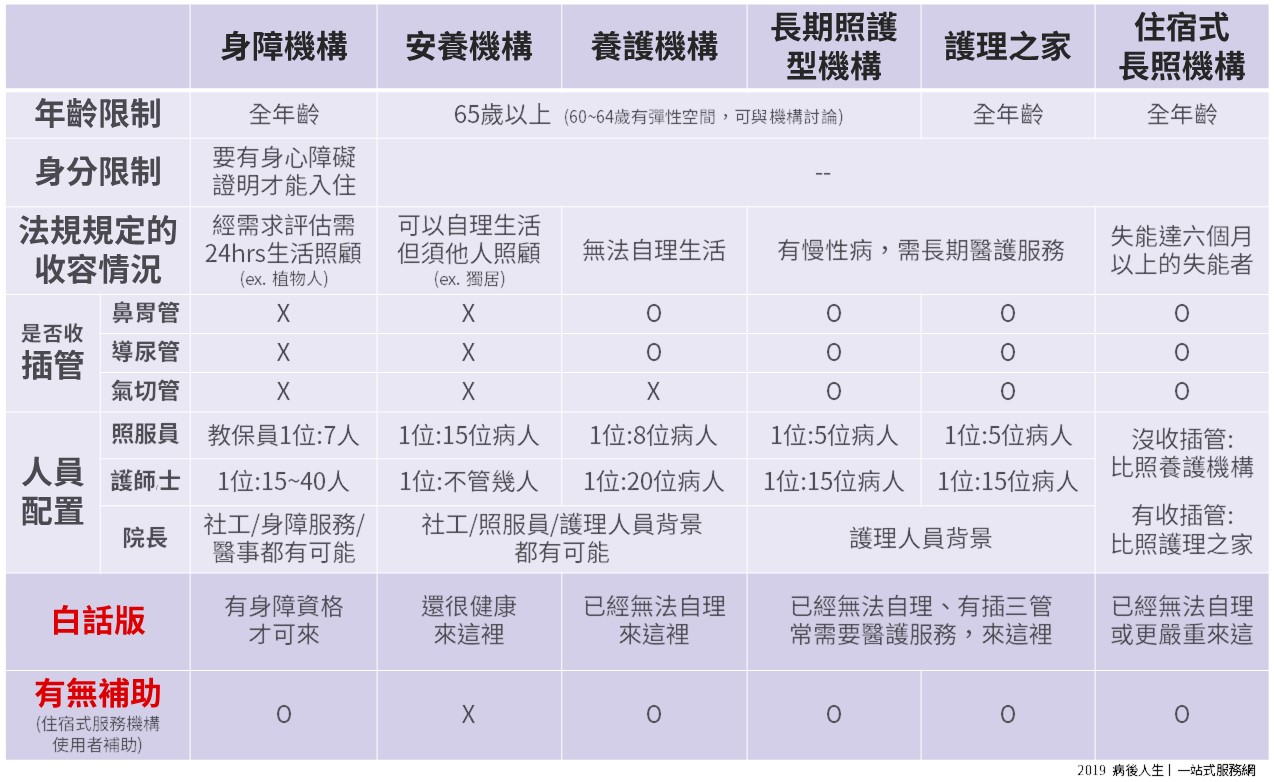 身障機構 安養機構 養護機構 長期照護型機構 護理之家 住宿式長照機構
年齡限制 全年齡 65歲以上 (60~64歲有彈性空間，可與機構討論) 全年齡 全年齡
身分限制 要有身心障礙證明才能入住 --
法規規定的收容情況 經需求評估需24hrs生活照顧 (ex. 植物人) 可以自理生活但須他人照顧 (ex. 獨居) 無法自理生活 有慢性病，需長期醫護服務 失能達六個月以上的失能者
是否收插管
鼻胃管 X X O O O O
導尿管 X X O O O O
氣切管 X X X O O O
人員配置
照服員 教保員1位:7人 1位:15位病人 1位:8位病人 1位:5位病人 1位:5位病人
護師/士 1位:15~40人 1位:不管幾人 1位:20位病人 1位:15位病人 1位:15位病人
院長 社工/身障服務/醫事都有可能 社工/照服員/護理人員背景都有可能 護理人員背景
沒收插管:
比照養護機構
有收插管:
比照護理之家
白話版 有身障資格才可來 還很健康來這裡 已經無法自理來這裡 已經無法自理、有插三管常需要醫護服務，來這裡 已經無法自理或更嚴重來這
有無補助 (住宿式服務機構使用者補助) O X O O O O
2019 病後人生 | 一站式服務網